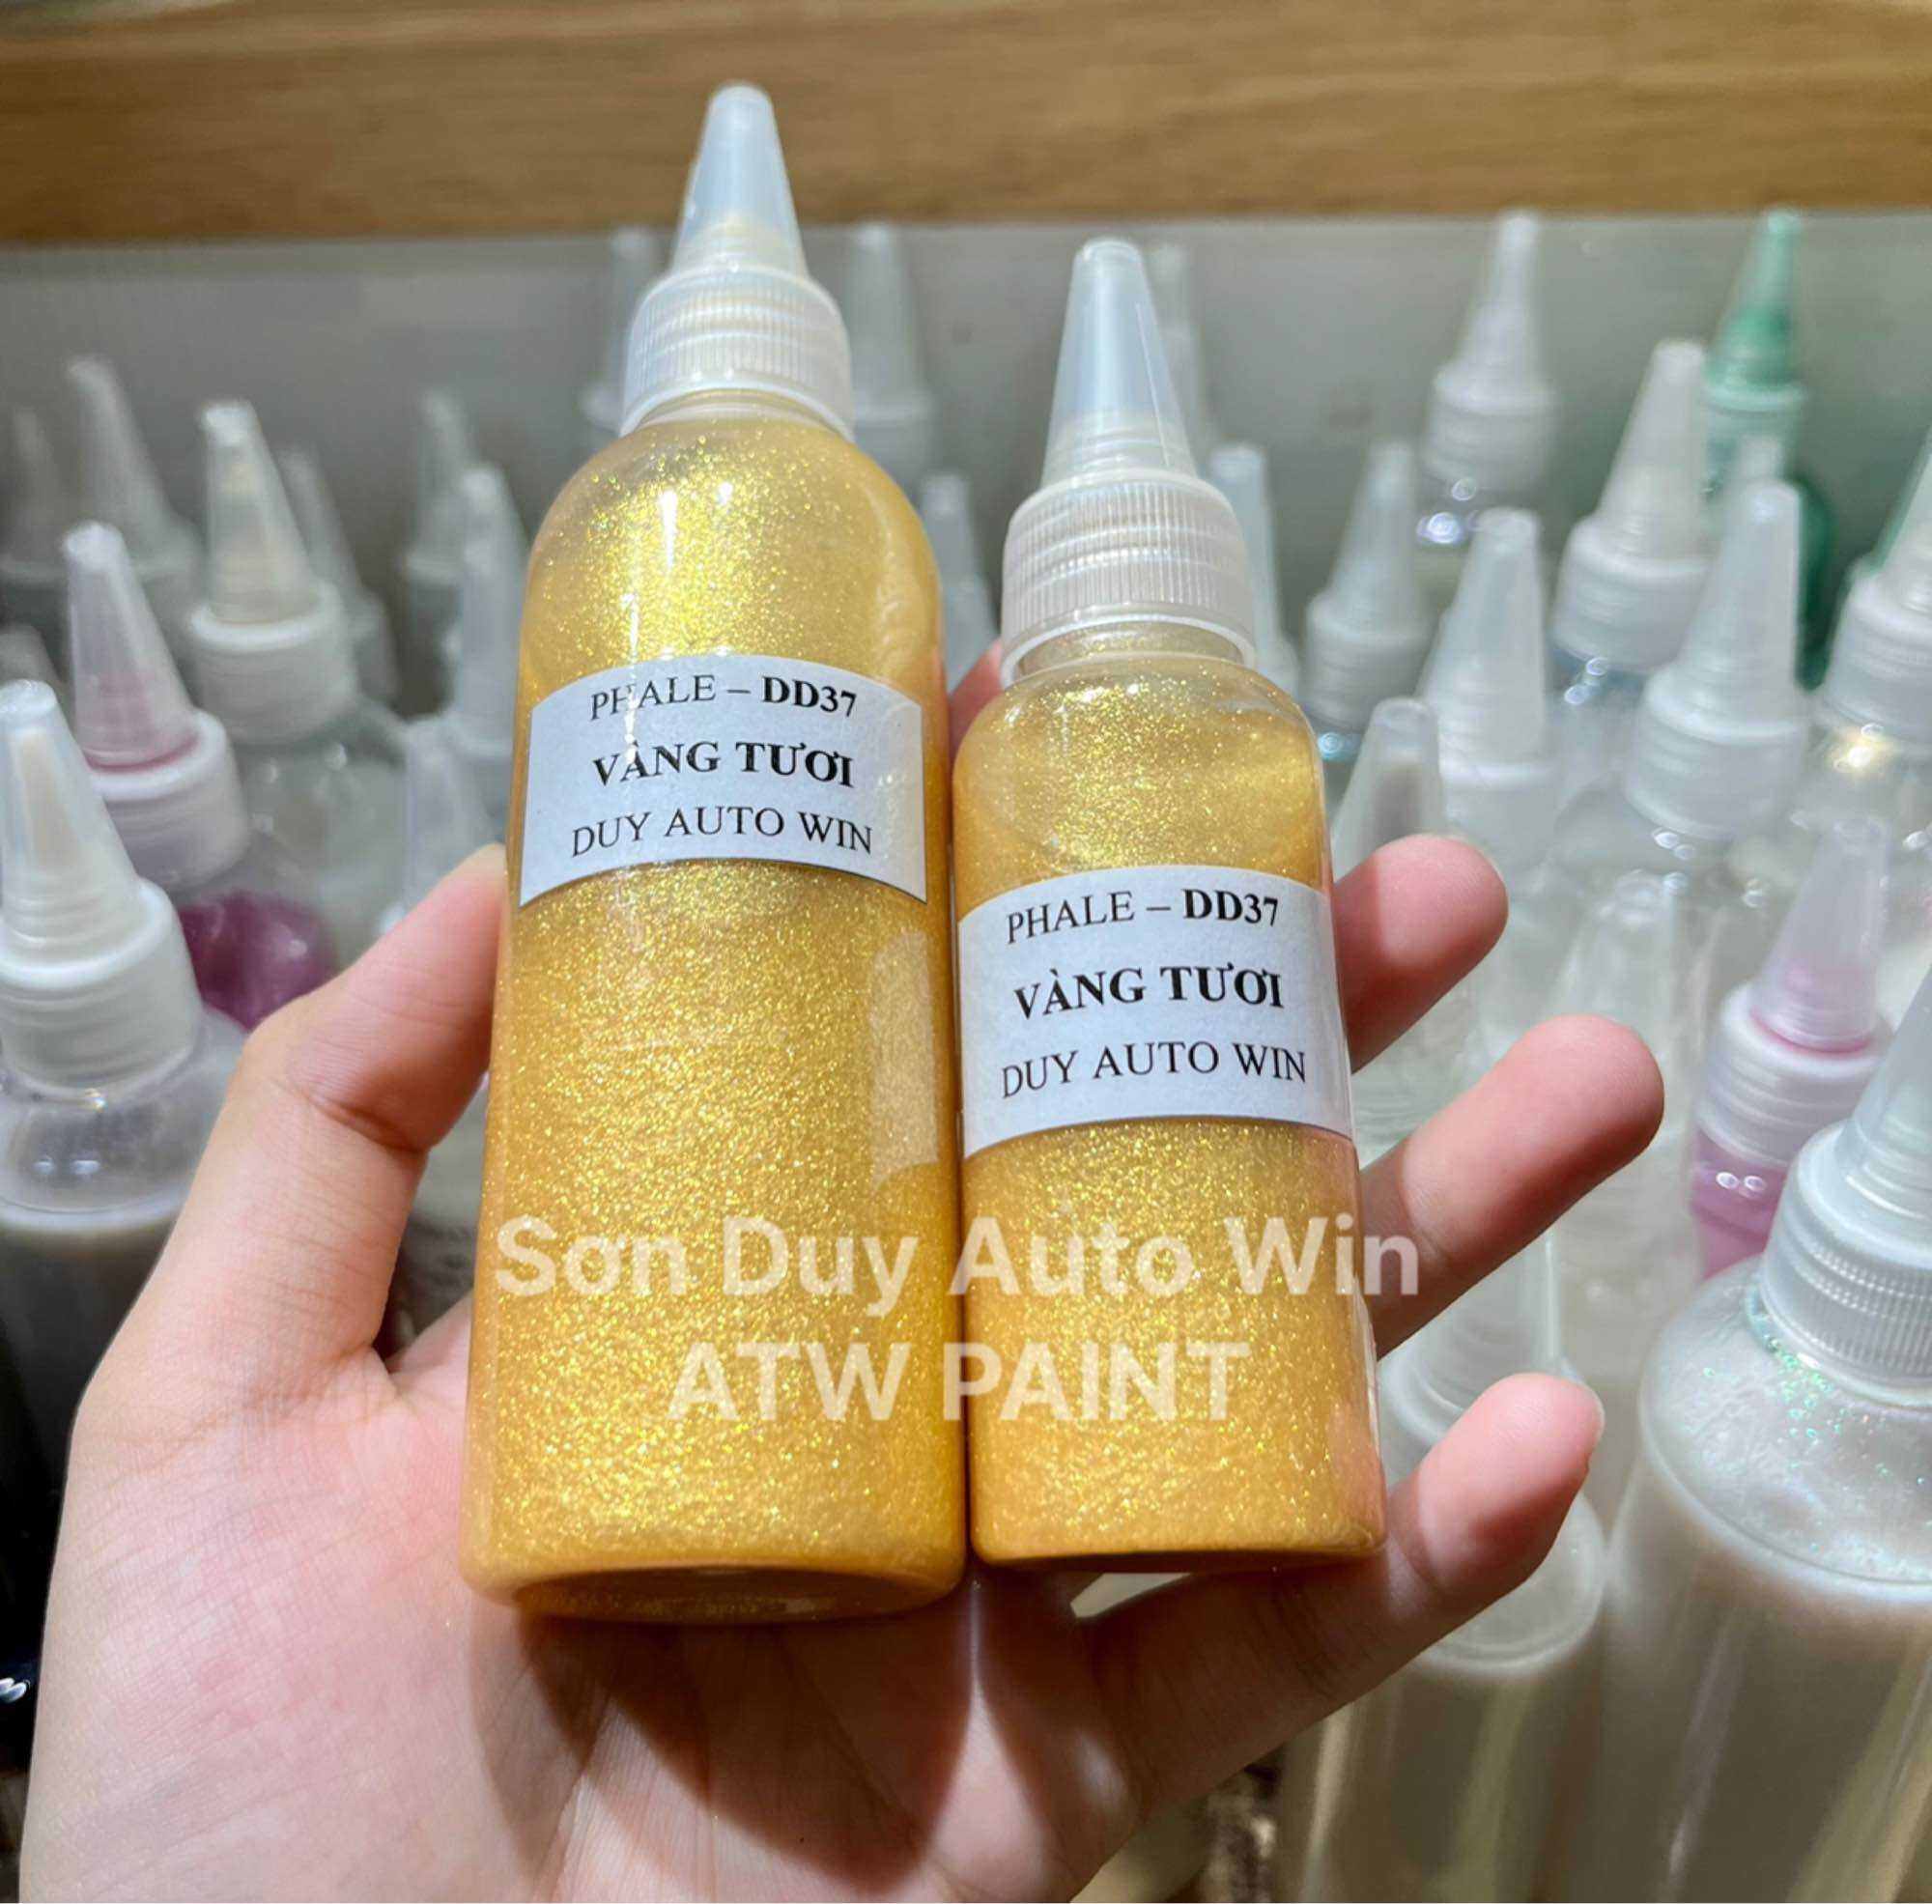 PHALE – DD37
VÀNG TƯƠI
DUY AUTO WIN
PHALE – DD37
VÀNG TƯƠI
DUY AUTO WIN
Sơn Duy Auto Win
ATW PAINT